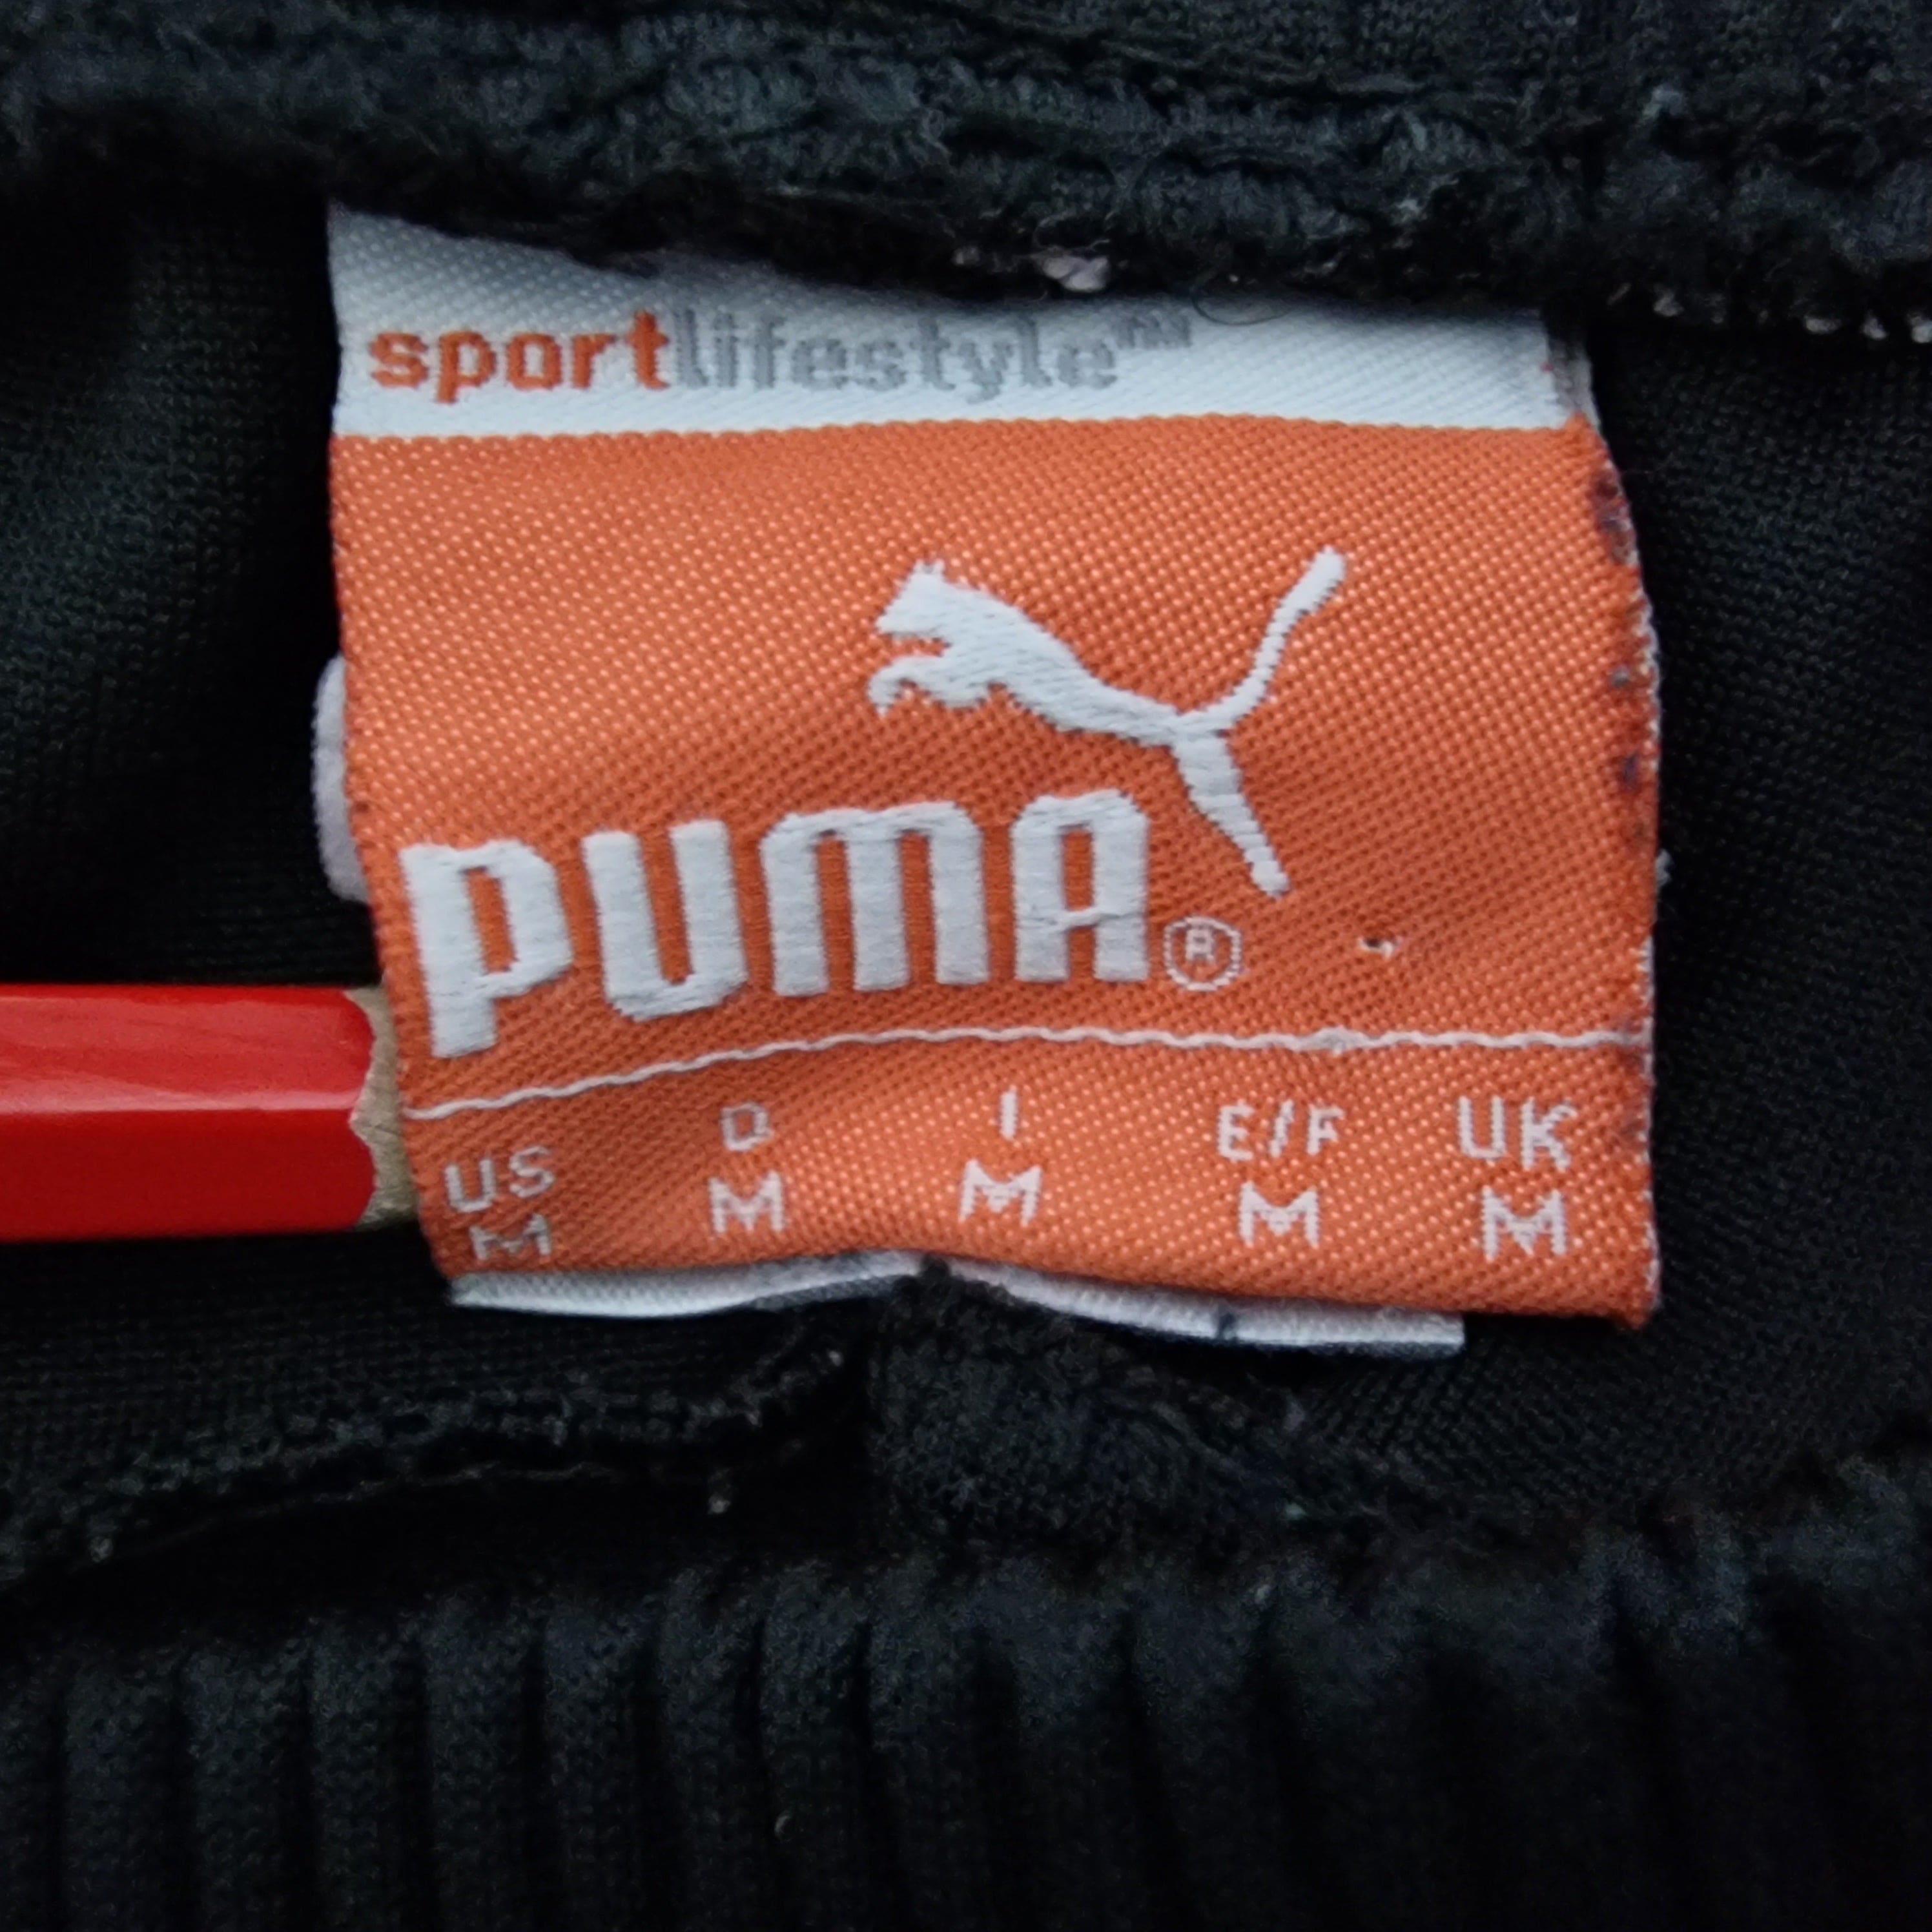 sportlifestyle™
PUMA®
US D I E/F UK
M M M M M